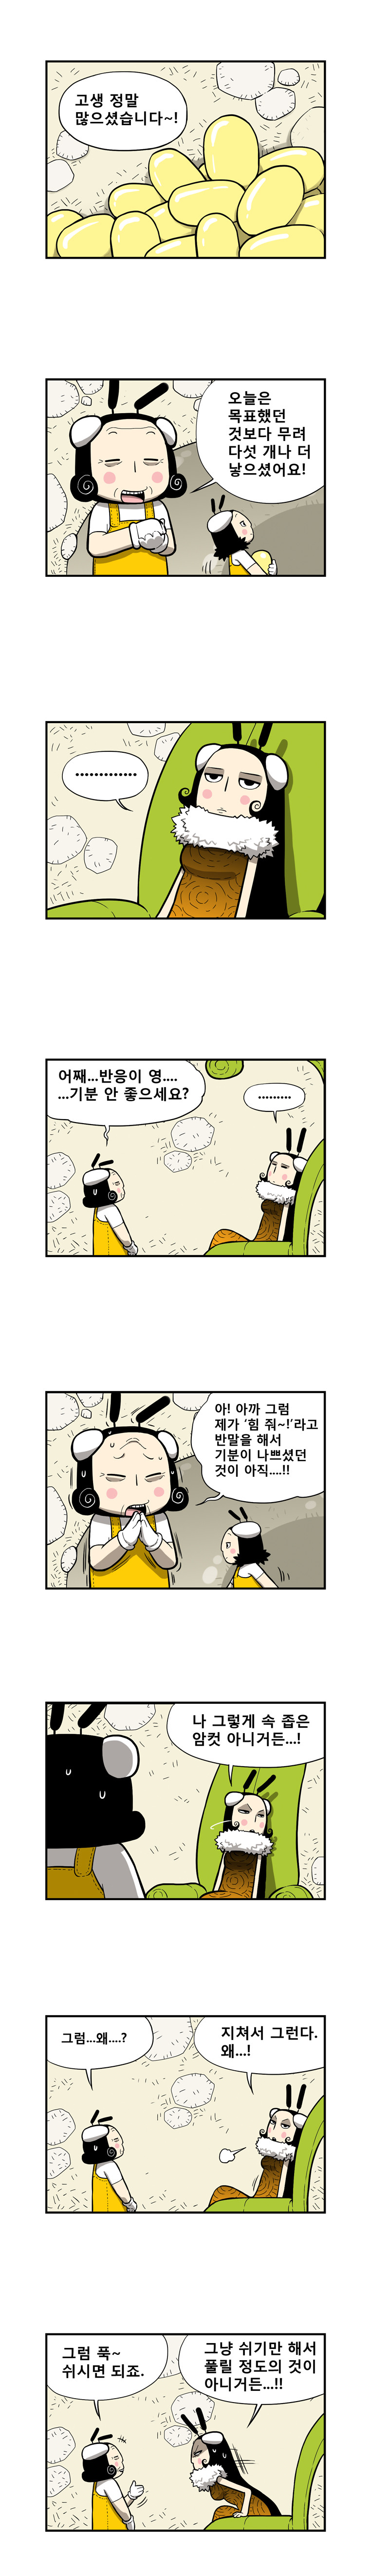 고생 정말
많으셨습니다~!
오늘은
목표했던
것보다 무려
다섯 개나 더
낳으셨어요!
.............
어째...반응이 영....
...기분 안 좋으세요?
.........
아! 아까 그럼
제가 '힘 줘~!'라고
반말을 해서
기분이 나쁘셨던
것이 아직....!!
나 그렇게 속 좁은
암컷 아니거든...!
그럼...왜....?
지쳐서 그런다.
왜...!
그럼 푹~
쉬시면 되죠.
그냥 쉬기만 해서
풀릴 정도의 것이
아니거든...!!